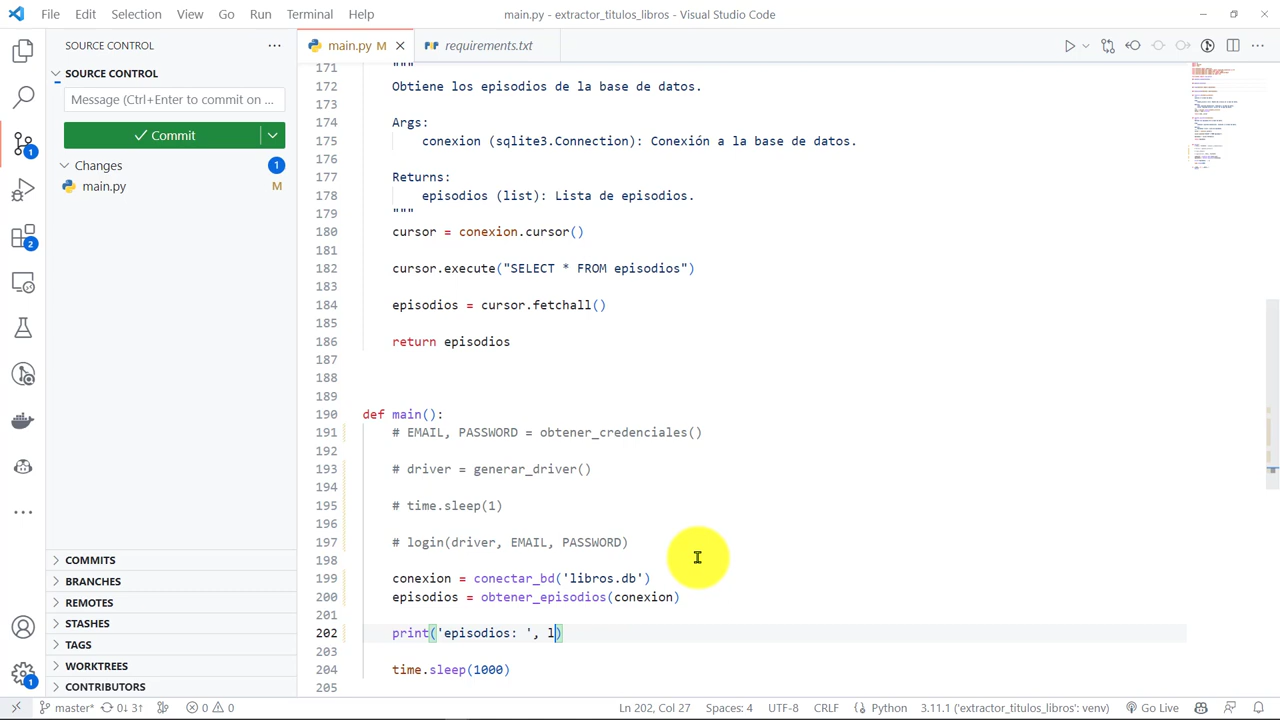 File Edit Selection View Go Run Terminal Help
main.py - extractor_titulos_libros - Visual Studio Code
SOURCE CONTROL
main.py M
requirements.txt
SOURCE CONTROL
Message (Ctrl+Enter to commit on ...
Commit
Changes 1
main.py M
COMMITS
BRANCHES
REMOTES
STASHES
TAGS
WORKTREES
CONTRIBUTORS
1
2
1
171 """
172 Obtiene los episodios de la base de datos.
173
174 Args:
175 conexion (sqlite3.Connection): Conexión a la base de datos.
176
177 Returns:
178 episodios (list): Lista de episodios.
179 """
180 cursor = conexion.cursor()
181
182 cursor.execute("SELECT * FROM episodios")
183
184 episodios = cursor.fetchall()
185
186 return episodios
187
188
189
190 def main():
191 # EMAIL, PASSWORD = obtener_credenciales()
192
193 # driver = generar_driver()
194
195 # time.sleep(1)
196
197 # login(driver, EMAIL, PASSWORD)
198
199 conexion = conectar_bd('libros.db')
200 episodios = obtener_episodios(conexion)
201
202 print('episodios: ', l)
203
204 time.sleep(1000)
205
master* 0↓ 3↑ 0 0 Ln 202, Col 27 Spaces: 4 UTF-8 CRLF Python 3.11.1 ('extractor_titulos_libros': venv) Go Live